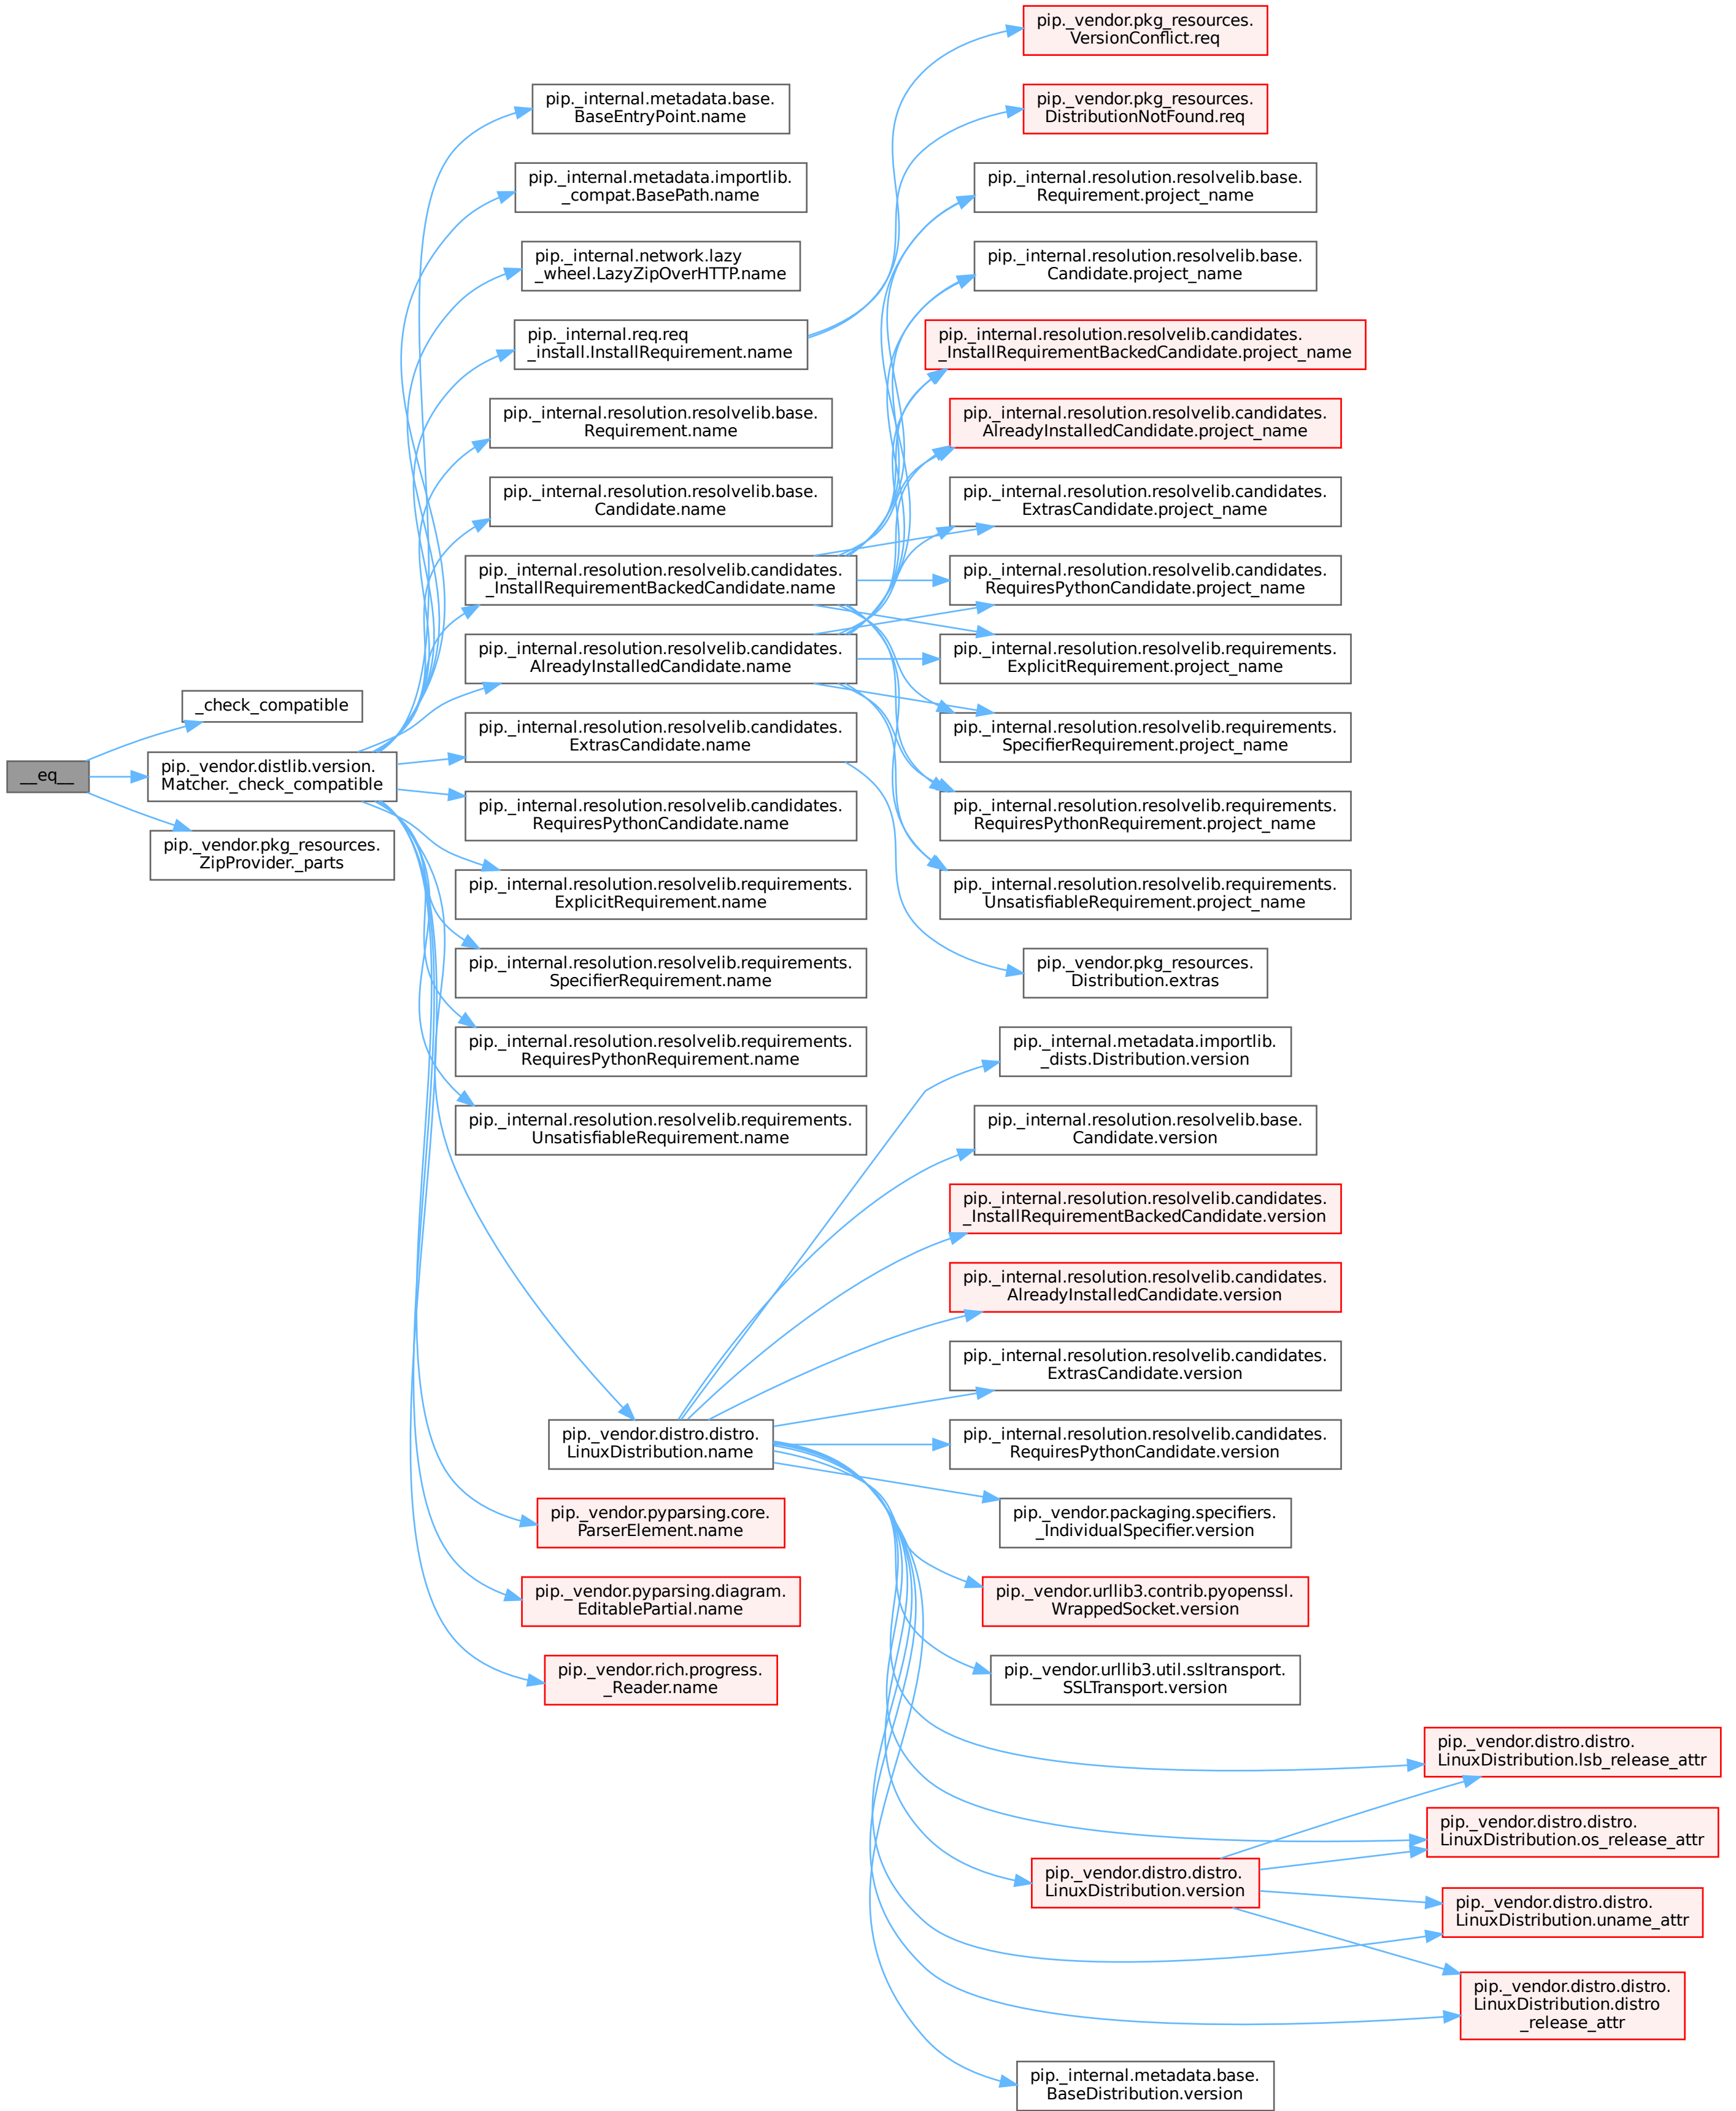 __eq__
_check_compatible
pip._vendor.distlib.version.
Matcher._check_compatible
pip._vendor.pkg_resources.
ZipProvider._parts
pip._internal.metadata.base.
BaseEntryPoint.name
pip._internal.metadata.importlib.
_compat.BasePath.name
pip._internal.network.lazy
_wheel.LazyZipOverHTTP.name
pip._internal.req.req
_install.InstallRequirement.name
pip._internal.resolution.resolvelib.base.
Requirement.name
pip._internal.resolution.resolvelib.base.
Candidate.name
pip._internal.resolution.resolvelib.candidates.
_InstallRequirementBackedCandidate.name
pip._internal.resolution.resolvelib.candidates.
AlreadyInstalledCandidate.name
pip._internal.resolution.resolvelib.candidates.
ExtrasCandidate.name
pip._internal.resolution.resolvelib.candidates.
RequiresPythonCandidate.name
pip._internal.resolution.resolvelib.requirements.
ExplicitRequirement.name
pip._internal.resolution.resolvelib.requirements.
SpecifierRequirement.name
pip._internal.resolution.resolvelib.requirements.
RequiresPythonRequirement.name
pip._internal.resolution.resolvelib.requirements.
UnsatisfiableRequirement.name
pip._vendor.distro.distro.
LinuxDistribution.name
pip._vendor.pyparsing.core.
ParserElement.name
pip._vendor.pyparsing.diagram.
EditablePartial.name
pip._vendor.rich.progress.
_Reader.name
pip._vendor.pkg_resources.
VersionConflict.req
pip._vendor.pkg_resources.
DistributionNotFound.req
pip._internal.resolution.resolvelib.base.
Requirement.project_name
pip._internal.resolution.resolvelib.base.
Candidate.project_name
pip._internal.resolution.resolvelib.candidates.
_InstallRequirementBackedCandidate.project_name
pip._internal.resolution.resolvelib.candidates.
AlreadyInstalledCandidate.project_name
pip._internal.resolution.resolvelib.candidates.
ExtrasCandidate.project_name
pip._internal.resolution.resolvelib.candidates.
RequiresPythonCandidate.project_name
pip._internal.resolution.resolvelib.requirements.
ExplicitRequirement.project_name
pip._internal.resolution.resolvelib.requirements.
SpecifierRequirement.project_name
pip._internal.resolution.resolvelib.requirements.
RequiresPythonRequirement.project_name
pip._internal.resolution.resolvelib.requirements.
UnsatisfiableRequirement.project_name
pip._vendor.pkg_resources.
Distribution.extras
pip._internal.metadata.importlib.
_dists.Distribution.version
pip._internal.resolution.resolvelib.base.
Candidate.version
pip._internal.resolution.resolvelib.candidates.
_InstallRequirementBackedCandidate.version
pip._internal.resolution.resolvelib.candidates.
AlreadyInstalledCandidate.version
pip._internal.resolution.resolvelib.candidates.
ExtrasCandidate.version
pip._internal.resolution.resolvelib.candidates.
RequiresPythonCandidate.version
pip._vendor.packaging.specifiers.
_IndividualSpecifier.version
pip._vendor.urllib3.contrib.pyopenssl.
WrappedSocket.version
pip._vendor.urllib3.util.ssltransport.
SSLTransport.version
pip._vendor.distro.distro.
LinuxDistribution.version
pip._internal.metadata.base.
BaseDistribution.version
pip._vendor.distro.distro.
LinuxDistribution.lsb_release_attr
pip._vendor.distro.distro.
LinuxDistribution.os_release_attr
pip._vendor.distro.distro.
LinuxDistribution.uname_attr
pip._vendor.distro.distro.
LinuxDistribution.distro
_release_attr